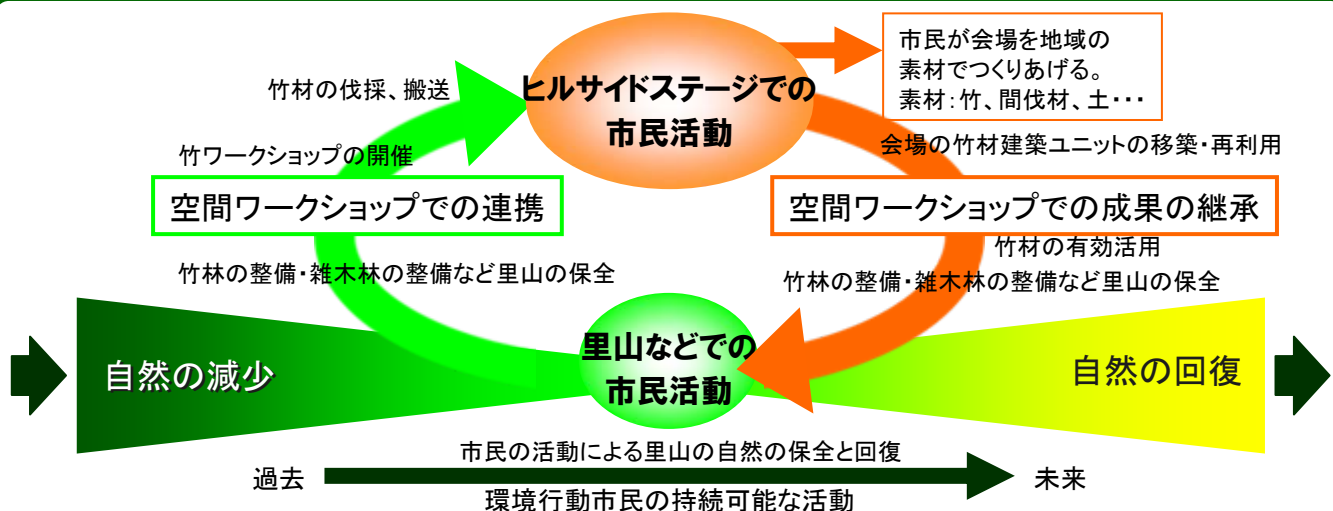 市民が会場を地域の
素材でつくりあげる。
素材：竹、間伐材、土・・・
ヒルサイドステージでの
市民活動
竹材の伐採、搬送
竹ワークショップの開催
会場の竹材建築ユニットの移築・再利用
空間ワークショップでの連携
空間ワークショップでの成果の継承
竹材の有効活用
竹林の整備・雑木林の整備など里山の保全
竹林の整備・雑木林の整備など里山の保全
里山などでの
市民活動
自然の減少
自然の回復
市民の活動による里山の自然の保全と回復
過去
未来
環境行動市民の持続可能な活動